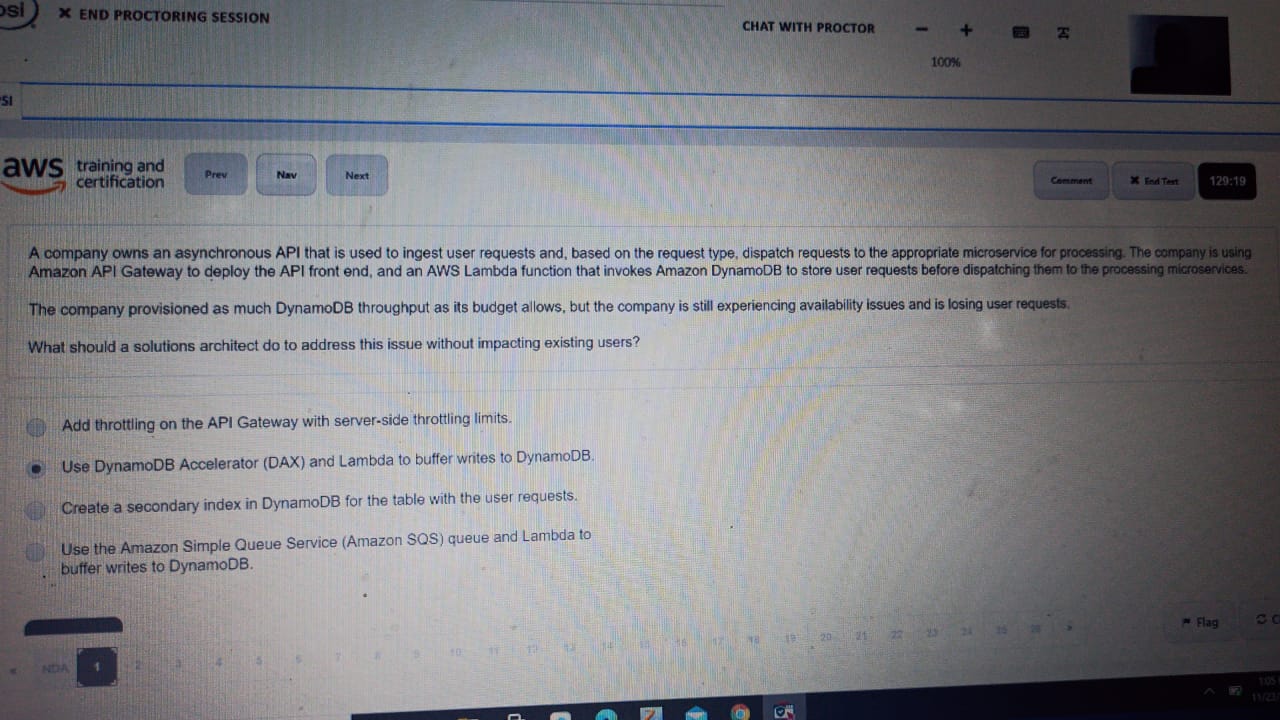 psi
✕ END PROCTORING SESSION
CHAT WITH PROCTOR
− +
100%
SI
aws training and certification
Prev
Nav
Next
Comment
✕ End Test
129:19
A company owns an asynchronous API that is used to ingest user requests and, based on the request type, dispatch requests to the appropriate microservice for processing. The company is using
Amazon API Gateway to deploy the API front end, and an AWS Lambda function that invokes Amazon DynamoDB to store user requests before dispatching them to the processing microservices.
The company provisioned as much DynamoDB throughput as its budget allows, but the company is still experiencing availability issues and is losing user requests.
What should a solutions architect do to address this issue without impacting existing users?
Add throttling on the API Gateway with server-side throttling limits.
Use DynamoDB Accelerator (DAX) and Lambda to buffer writes to DynamoDB.
Create a secondary index in DynamoDB for the table with the user requests.
Use the Amazon Simple Queue Service (Amazon SQS) queue and Lambda to
buffer writes to DynamoDB.
Flag
NDA 1 2 3 4 5 6 7 8 9 10 11 12 13 14 15 16 17 18 19 20 21 22 23 24 25 26
1:05
11/27